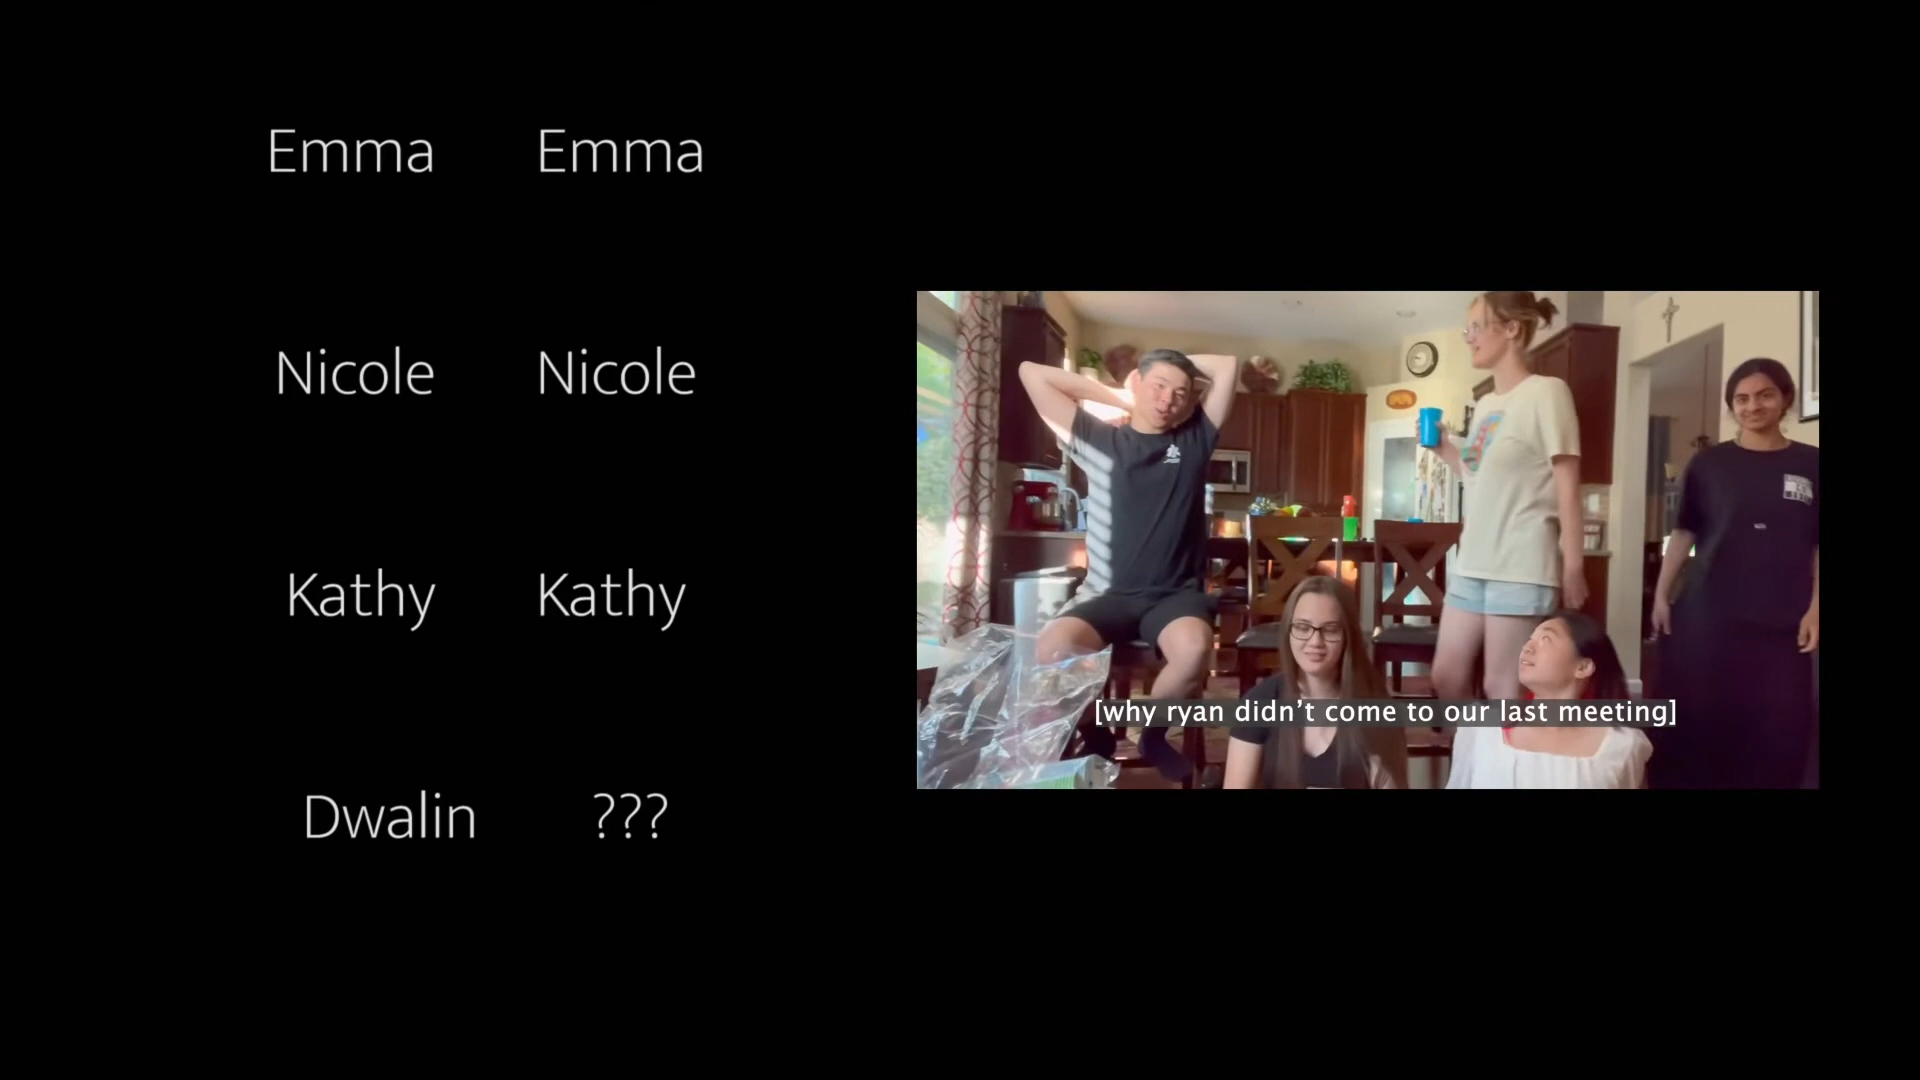 Emma Emma
Nicole Nicole
Kathy Kathy
Dwalin ???
[why ryan didn't come to our last meeting]